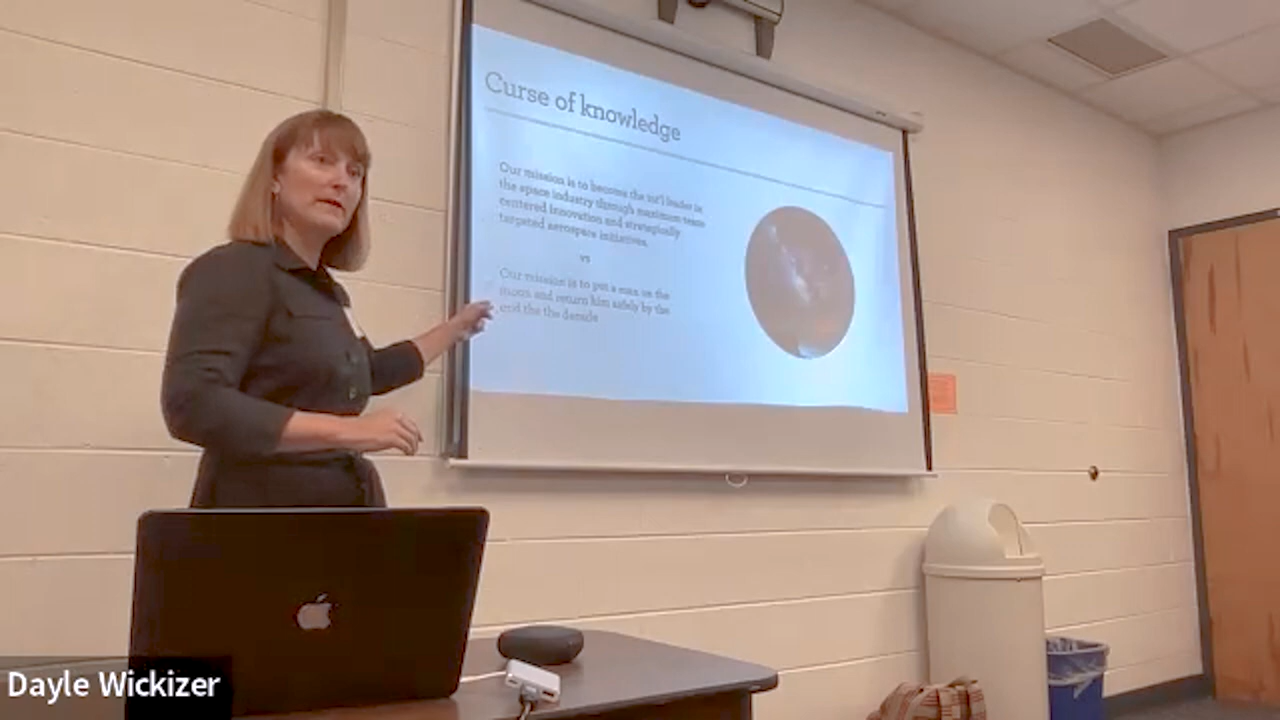 Curse of knowledge
Our mission is to become the int'l leader in
the space industry through maximum team-
centered innovation and strategically
targeted aerospace initiatives.
vs
Our mission is to put a man on the
moon and return him safely by the
end the the decade
Dayle Wickizer